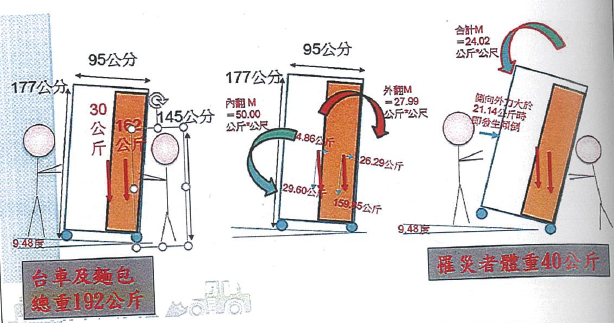 95公分
177公分
30
公
斤
162
公斤
145公分
9.48度
台車及麵包
總重192公斤
95公分
177公分
內翻 M
=50.00
公斤*公尺
外翻 M
=27.99
公斤*公尺
4.86公斤
26.29公斤
29.60公斤
159.85公斤
合計M
=24.02
公斤*公尺
側向外力大於
21.14公斤時
即發生傾倒
9.48度
罹災者體重40公斤